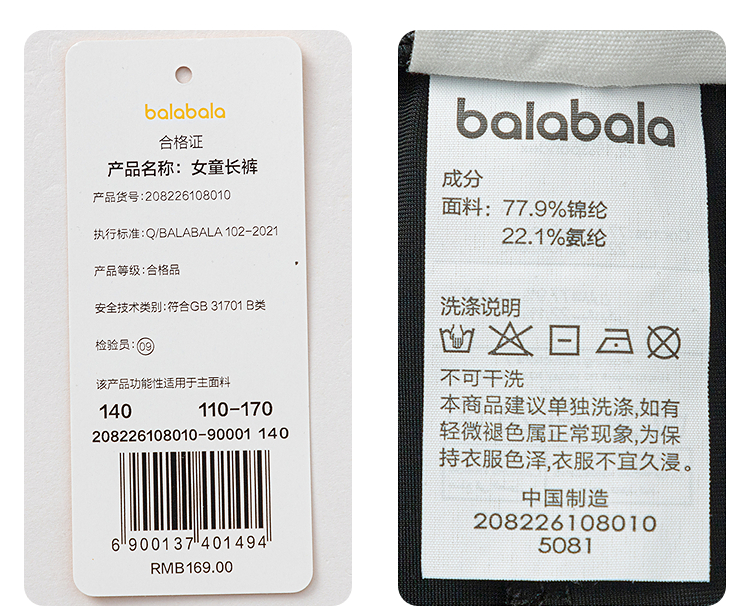 balabala
合格证
产品名称：女童长裤
产品货号:208226108010
执行标准:Q/BALABALA 102-2021
产品等级:合格品
安全技术类别:符合GB 31701 B类
检验员:09
该产品功能性适用于主面料
140 110-170
208226108010-90001 140
6 900137 401494
RMB169.00
balabala
成分
面料：77.9%锦纶
22.1%氨纶
洗涤说明
不可干洗
本商品建议单独洗涤,如有
轻微褪色属正常现象,为保
持衣服色泽,衣服不宜久浸。
中国制造
208226108010
5081